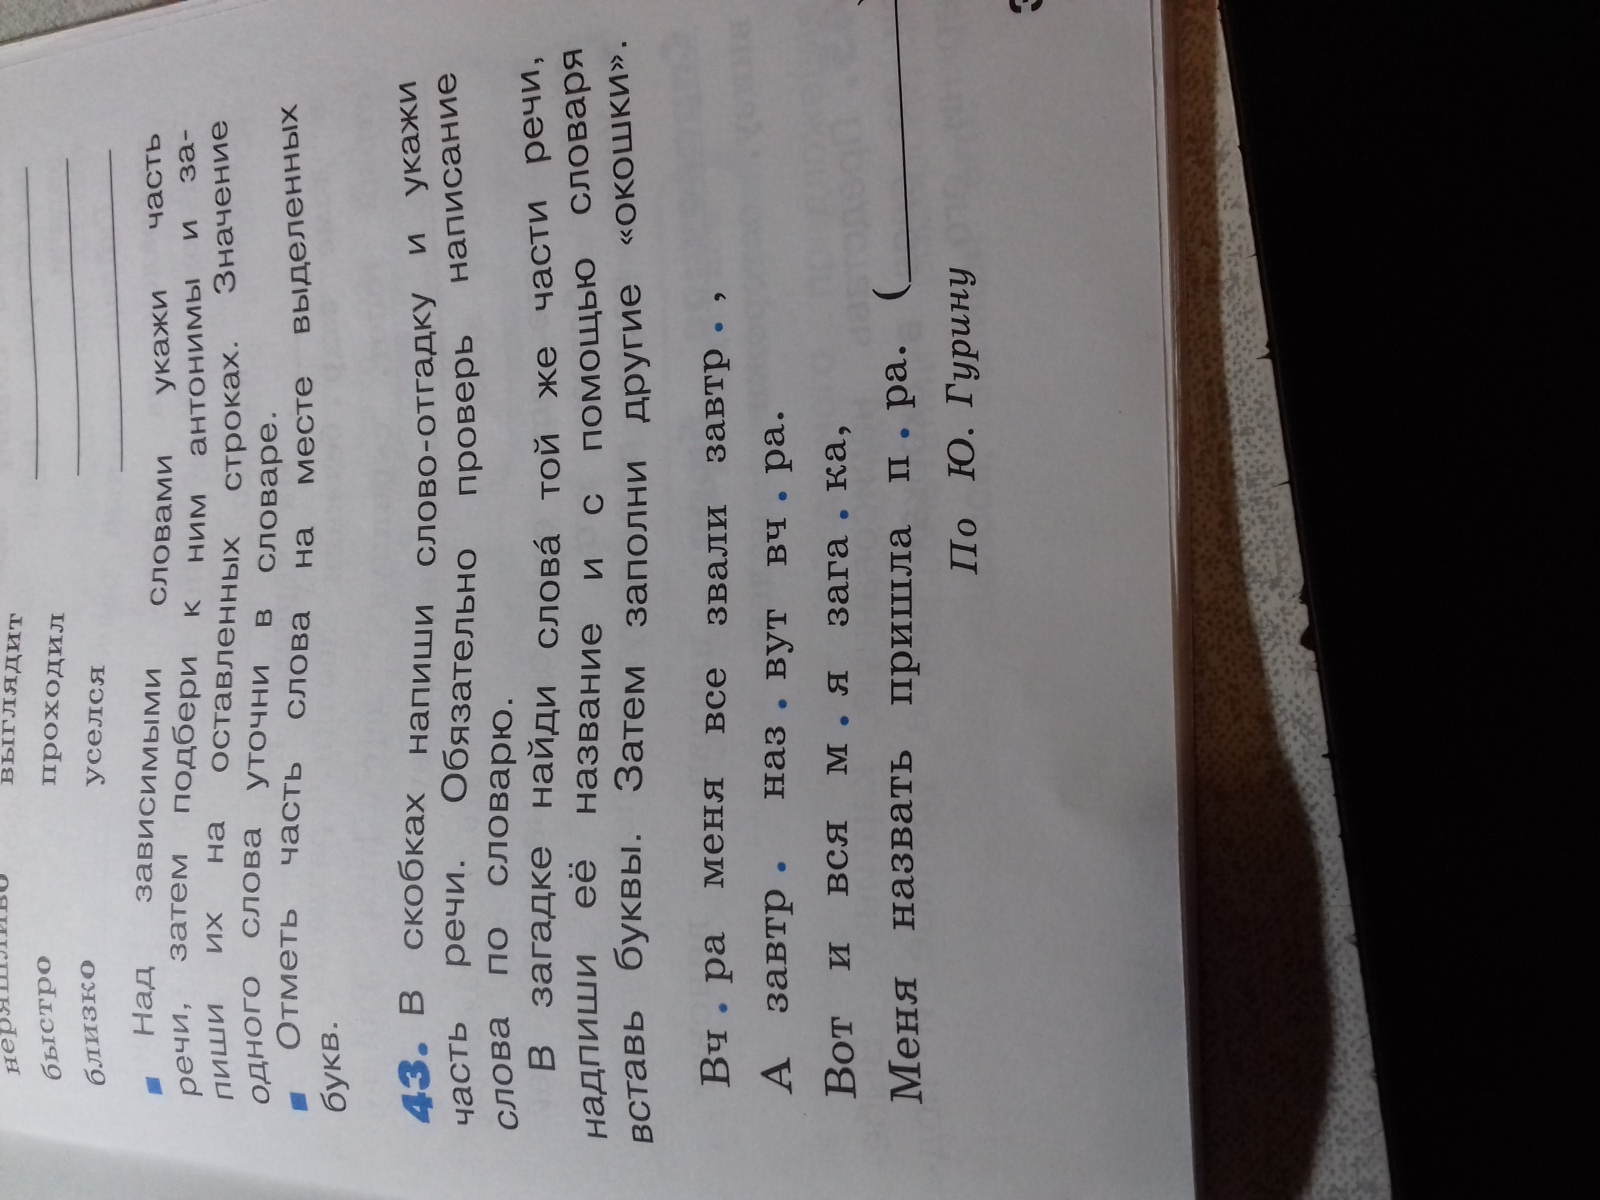 выглядит
быстро проходил
близко уселся
▪ Над зависимыми словами укажи часть
речи, затем подбери к ним антонимы и за-
пиши их на оставленных строках. Значение
одного слова уточни в словаре.
▪ Отметь часть слова на месте выделенных
букв.
43. В скобках напиши слово-отгадку и укажи
часть речи. Обязательно проверь написание
слова по словарю.
В загадке найди слова́ той же части речи,
надпиши её название и с помощью словаря
вставь буквы. Затем заполни другие «окошки».
Вч.ра меня все звали завтр.,
А завтр. наз.вут вч.ра.
Вот и вся м.я зага.ка,
Меня назвать пришла п.ра. (
По Ю. Гурину